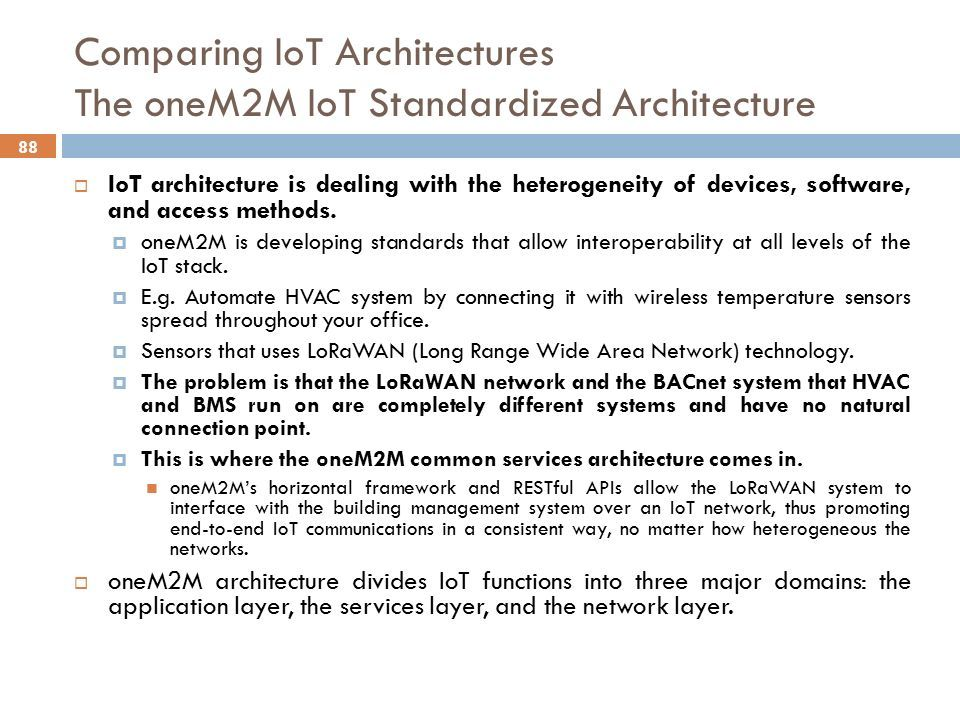 Comparing IoT Architectures
The oneM2M IoT Standardized Architecture
88
IoT architecture is dealing with the heterogeneity of devices, software,
and access methods.
oneM2M is developing standards that allow interoperability at all levels of the
IoT stack.
E.g. Automate HVAC system by connecting it with wireless temperature sensors
spread throughout your office.
Sensors that uses LoRaWAN (Long Range Wide Area Network) technology.
The problem is that the LoRaWAN network and the BACnet system that HVAC
and BMS run on are completely different systems and have no natural
connection point.
This is where the oneM2M common services architecture comes in.
oneM2M's horizontal framework and RESTful APIs allow the LoRaWAN system to
interface with the building management system over an IoT network, thus promoting
end-to-end IoT communications in a consistent way, no matter how heterogeneous the
networks.
oneM2M architecture divides IoT functions into three major domains: the
application layer, the services layer, and the network layer.